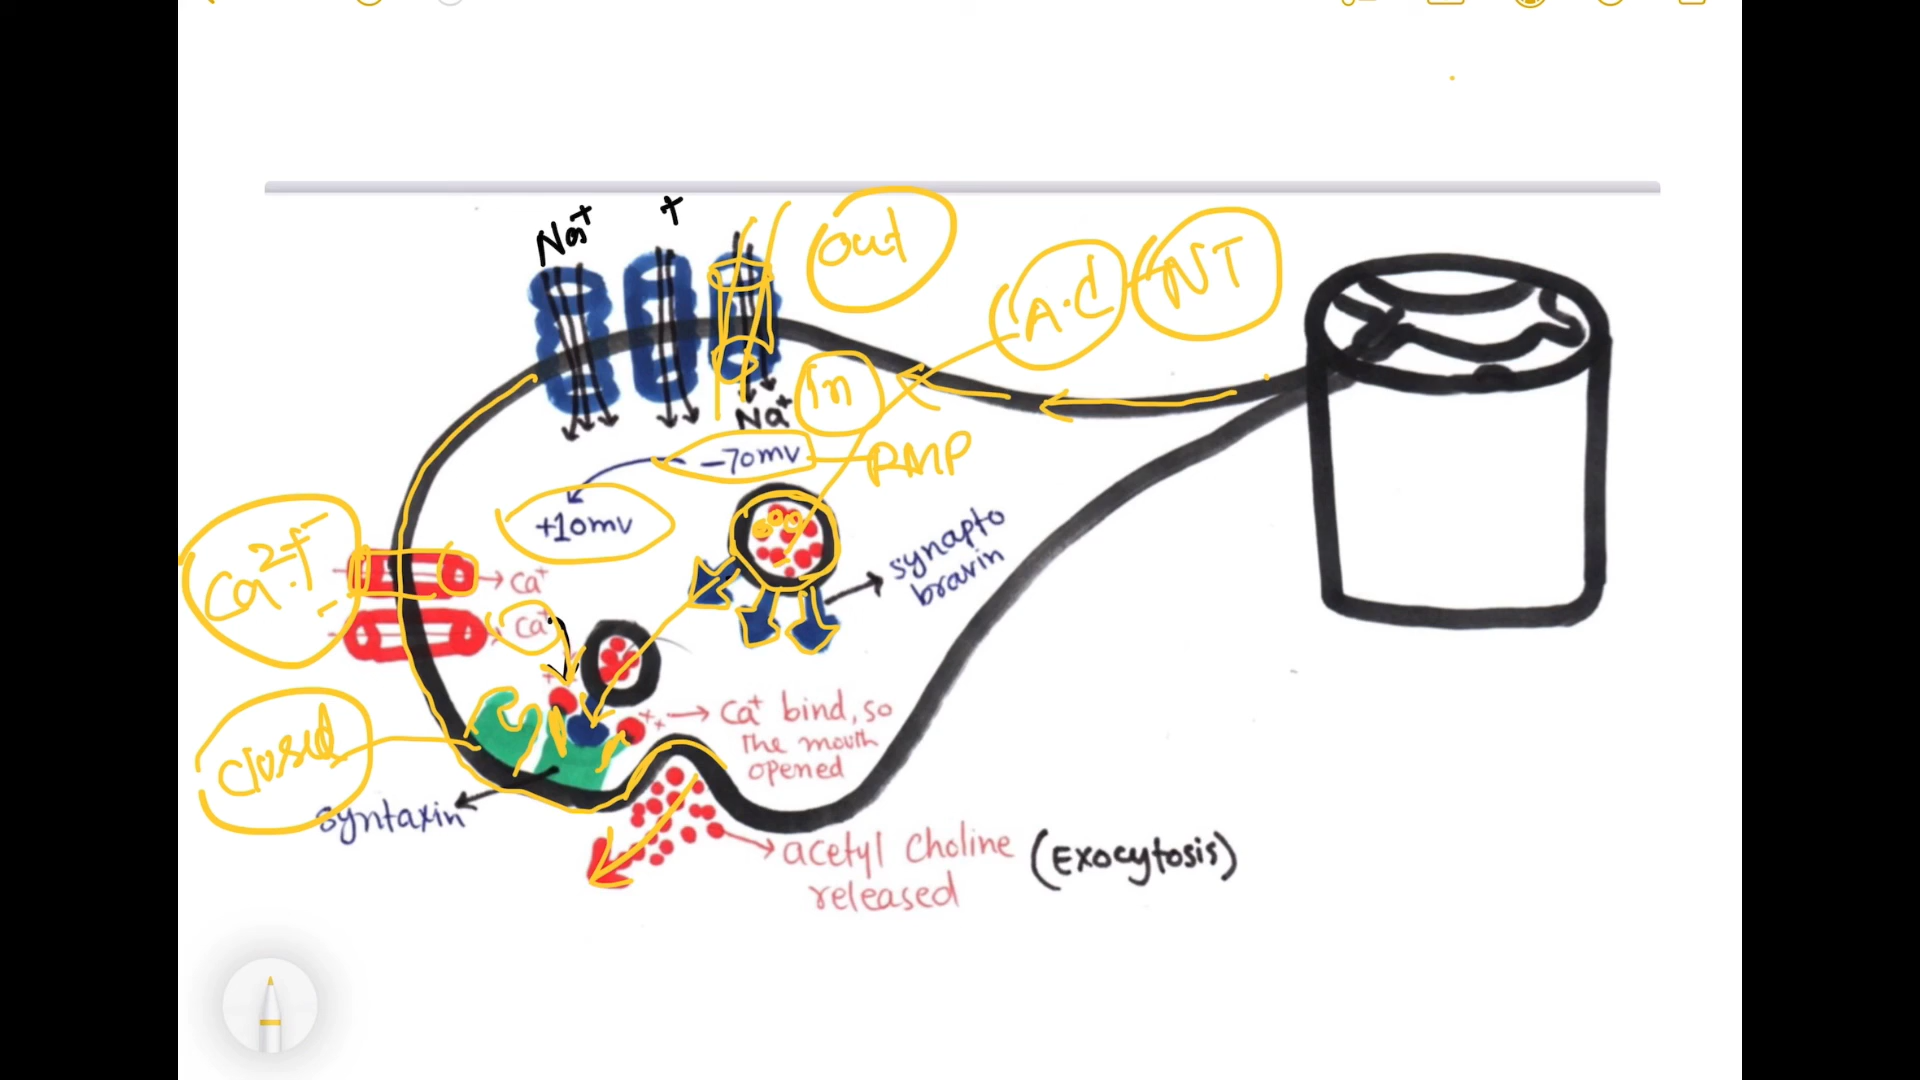 Na+
+
out
A.C
NT
in
Na+
-70mv
RMP
+10mv
synapto
bravin
Ca2+
Ca+
Ca+
Ca+ bind, so
The mouth
opened
closed
syntaxin
acetyl choline
released
(Exocytosis)